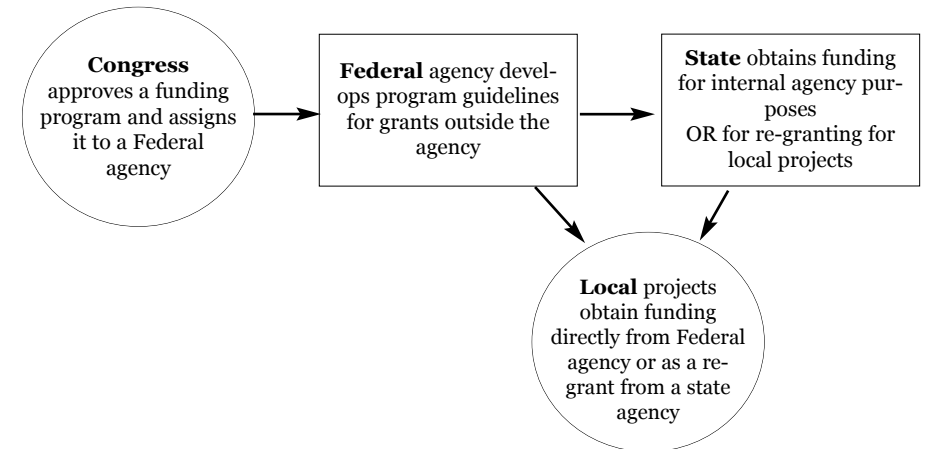 Congress
approves a funding
program and assigns
it to a Federal
agency
Federal agency devel-
ops program guidelines
for grants outside the
agency
State obtains funding
for internal agency pur-
poses
OR for re-granting for
local projects
Local projects
obtain funding
directly from Federal
agency or as a re-
grant from a state
agency